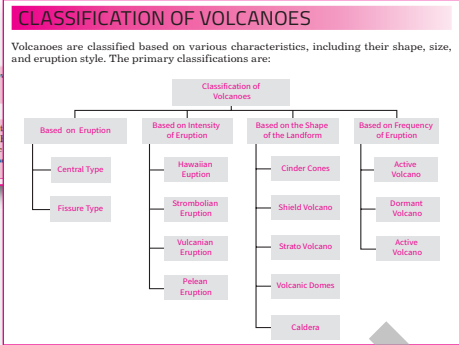 CLASSIFICATION OF VOLCANOES
Volcanoes are classified based on various characteristics, including their shape, size,
and eruption style. The primary classifications are:
Classification of
Volcanoes
Based on Eruption
Central Type
Fissure Type
Based on Intensity
of Eruption
Hawaiian
Euption
Strombolian
Eruption
Vulcanian
Eruption
Pelean
Eruption
Based on the Shape
of the Landform
Cinder Cones
Shield Volcano
Strato Volcano
Volcanic Domes
Caldera
Based on Frequency
of Eruption
Active
Volcano
Dormant
Volcano
Active
Volcano